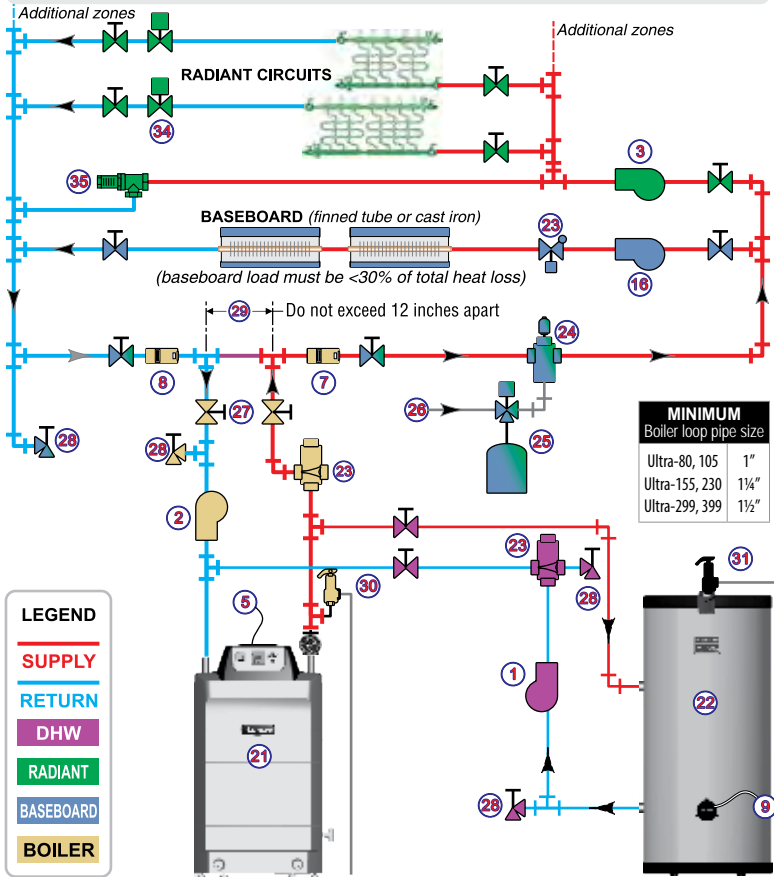 Additional zones
Additional zones
RADIANT CIRCUITS
34
3
35
BASEBOARD (finned tube or cast iron)
23
16
(baseboard load must be <30% of total heat loss)
29
Do not exceed 12 inches apart
24
8
7
26
27
28
28
25
23
MINIMUM
Boiler loop pipe size
Ultra-80, 105 1"
Ultra-155, 230 1¼"
Ultra-299, 399 1½"
2
23
31
30
28
5
LEGEND
SUPPLY
RETURN
DHW
RADIANT
BASEBOARD
BOILER
1
22
21
28
9